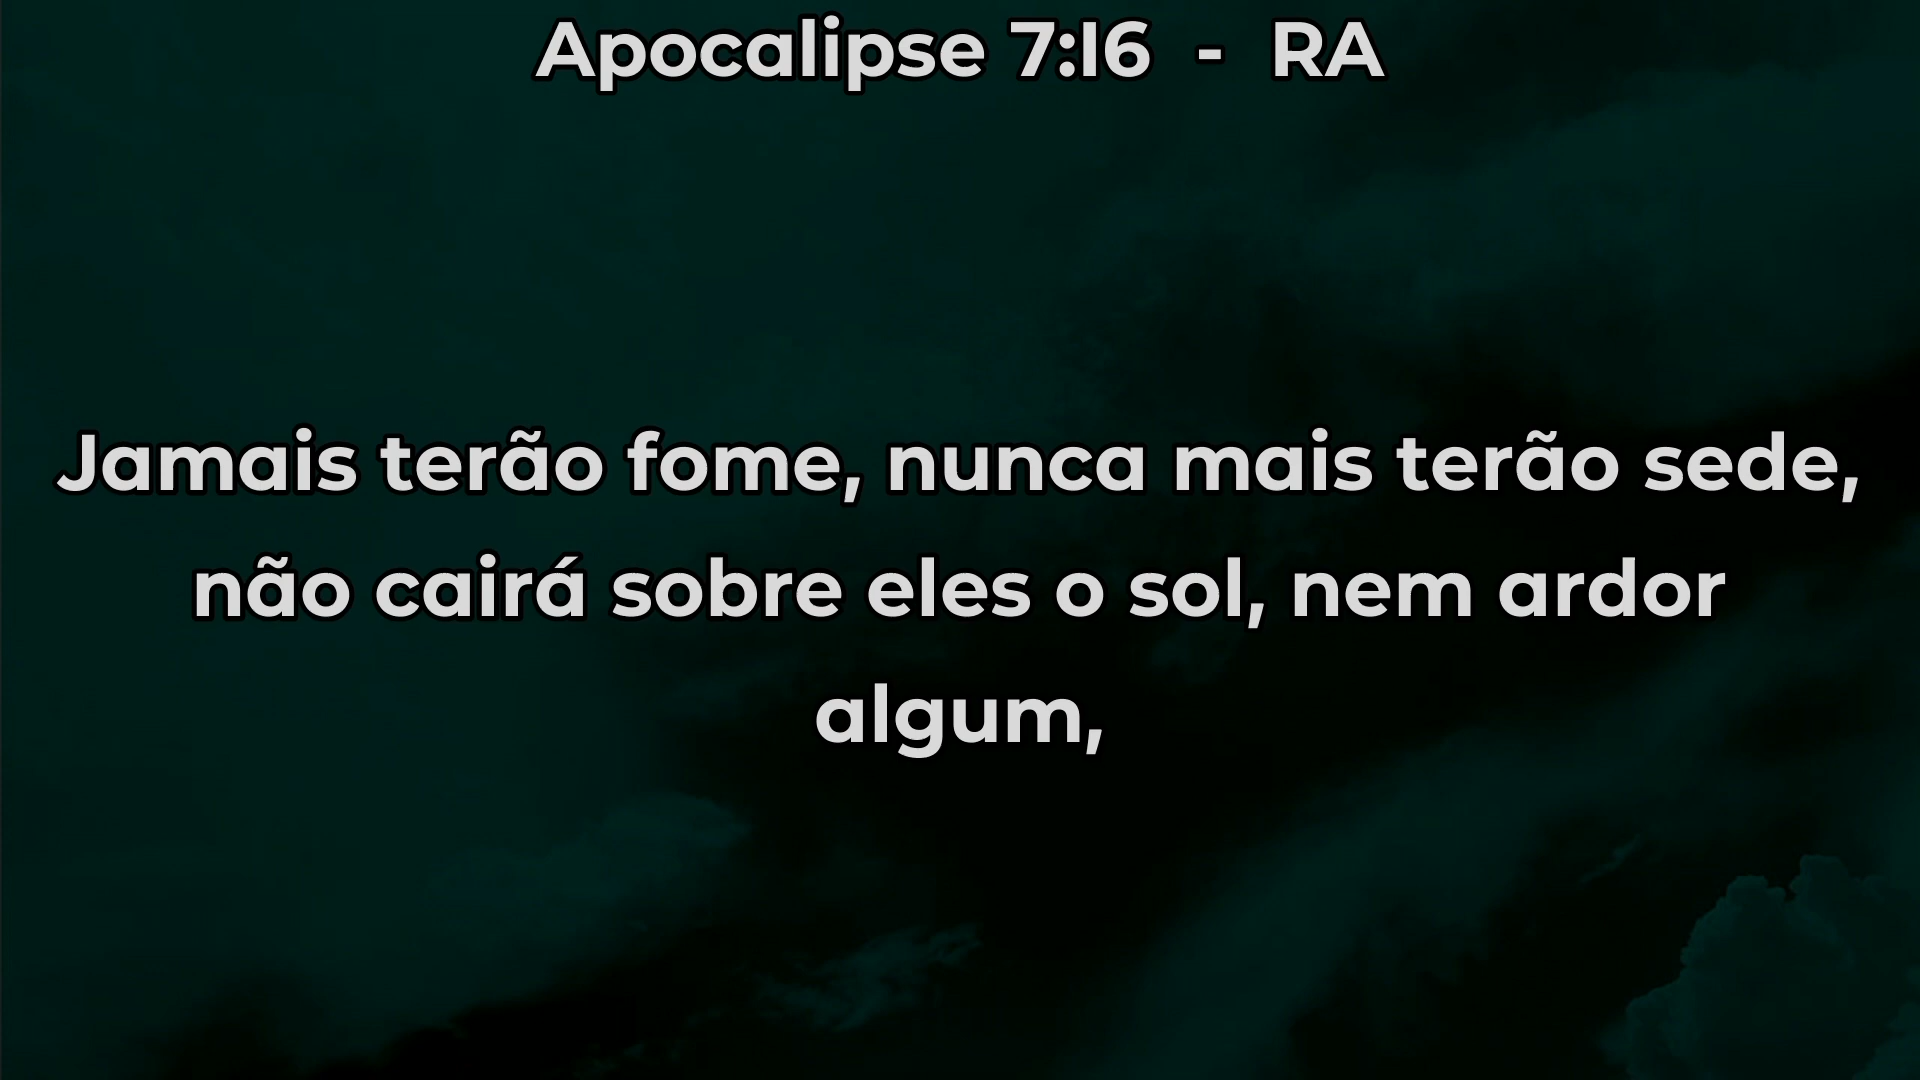 Apocalipse 7:16 - RA
Jamais terão fome, nunca mais terão sede,
não cairá sobre eles o sol, nem ardor
algum,